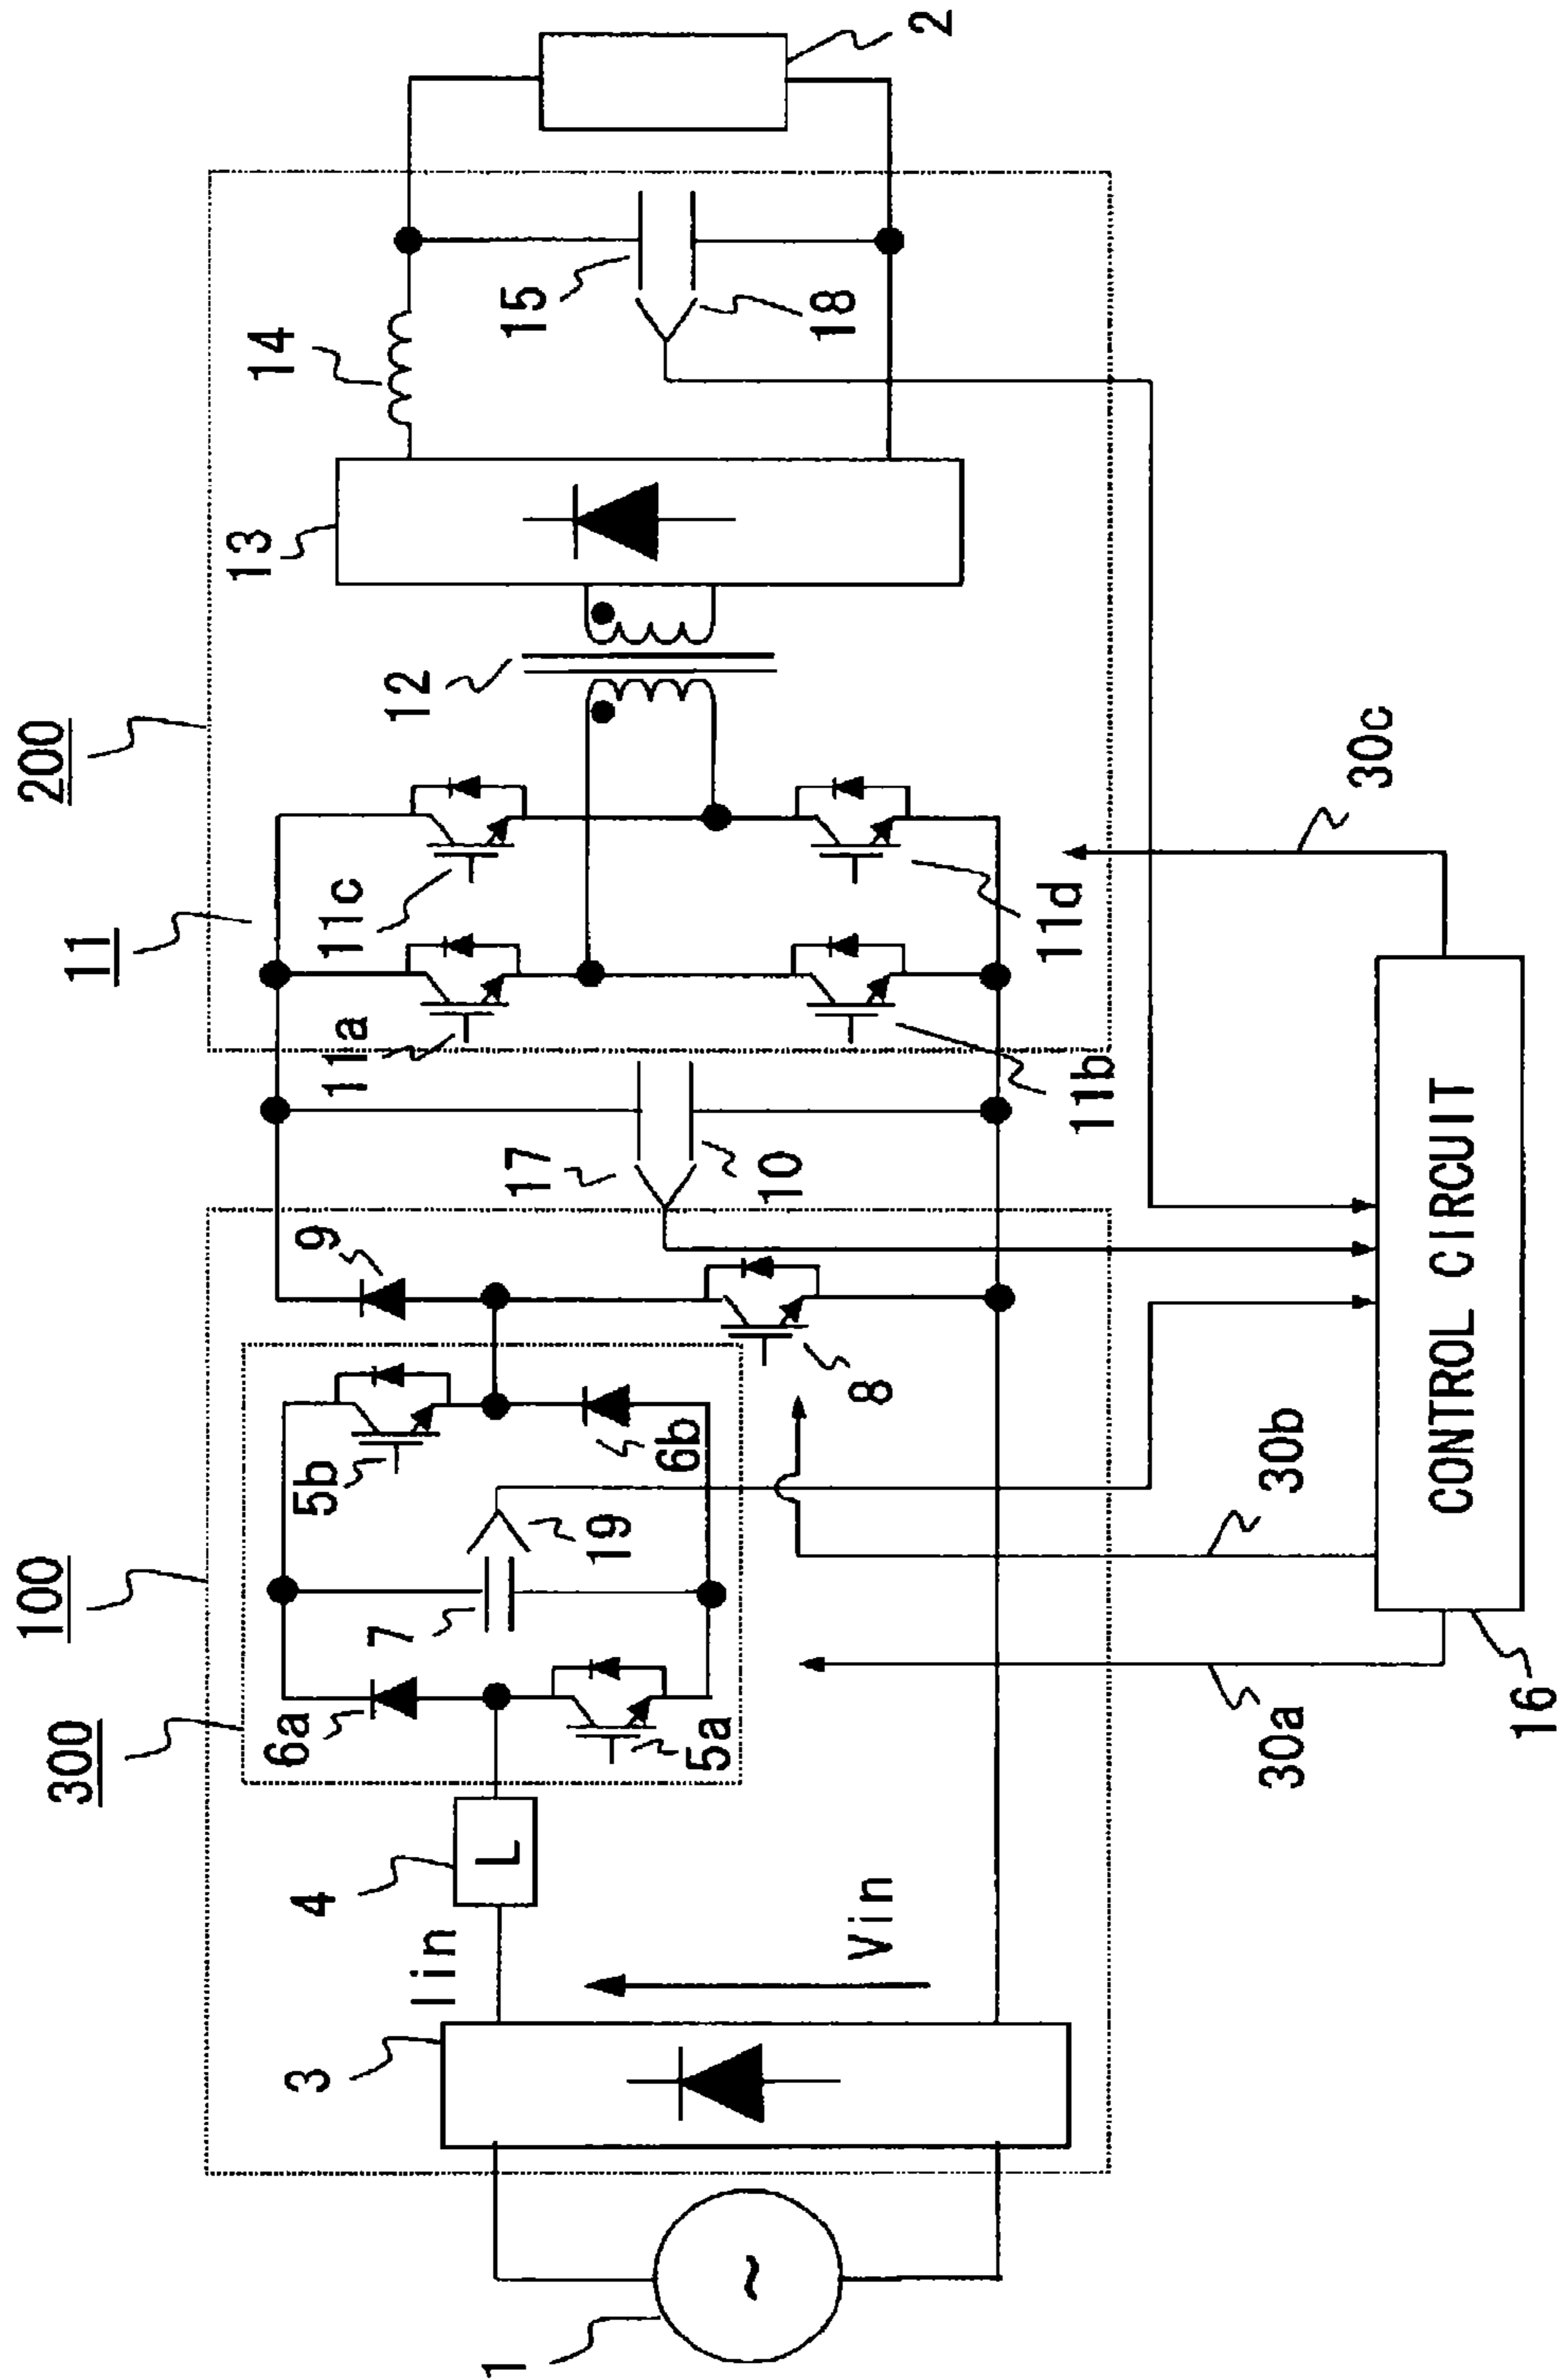 200
11
100
300
14
13
12
15
18
2
11c
11a
11d
11b
17
10
9
5b
6b
8
7
19
6a
5a
4
L
Iin
Vin
3
1
~
30c
30b
30a
CONTROL CIRCUIT
16